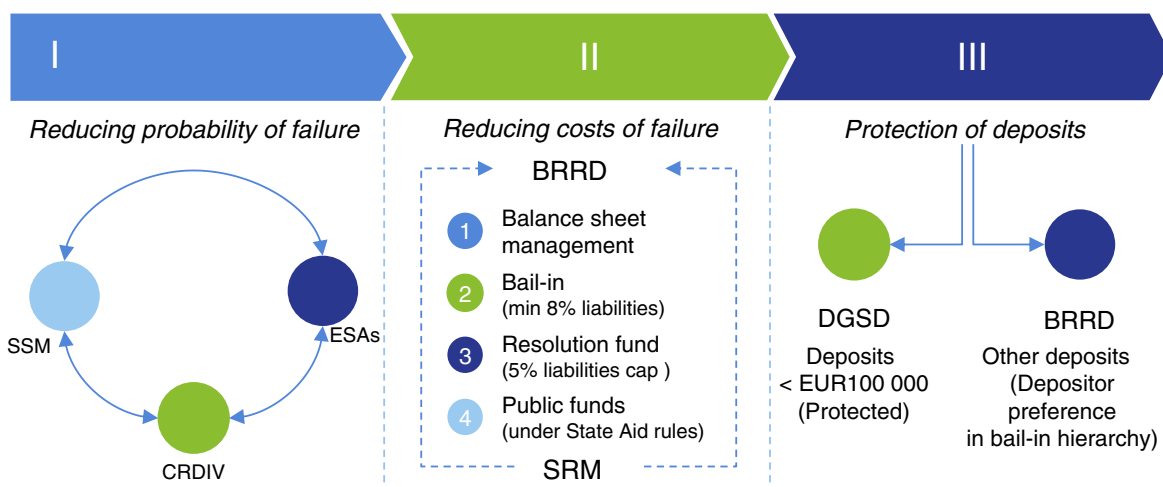 I
II
III
Reducing probability of failure
Reducing costs of failure
Protection of deposits
SSM
ESAs
CRDIV
BRRD
1
Balance sheet
management
2
Bail-in
(min 8% liabilities)
3
Resolution fund
(5% liabilities cap )
4
Public funds
(under State Aid rules)
SRM
DGSD
Deposits
< EUR100 000
(Protected)
BRRD
Other deposits
(Depositor
preference
in bail-in hierarchy)